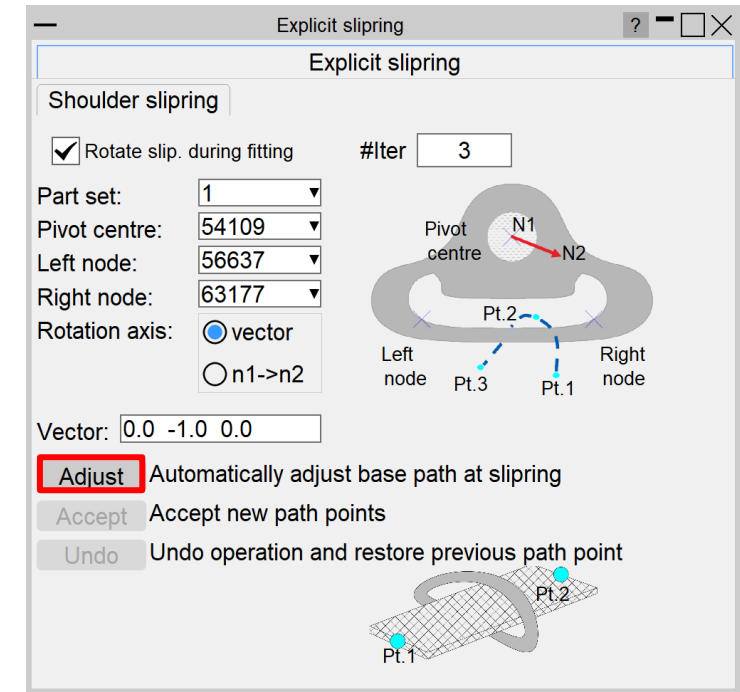 Explicit slipring ?
Explicit slipring
Shoulder slipring
Rotate slip. during fitting #Iter 3
Part set: 1
Pivot centre: 54109
Left node: 56637
Right node: 63177
Rotation axis: vector
n1->n2
Pivot
centre
N1
N2
Pt.2
Left
node
Pt.3
Pt.1
Right
node
Vector: 0.0 -1.0 0.0
Adjust Automatically adjust base path at slipring
Accept Accept new path points
Undo Undo operation and restore previous path point
Pt.2
Pt.1